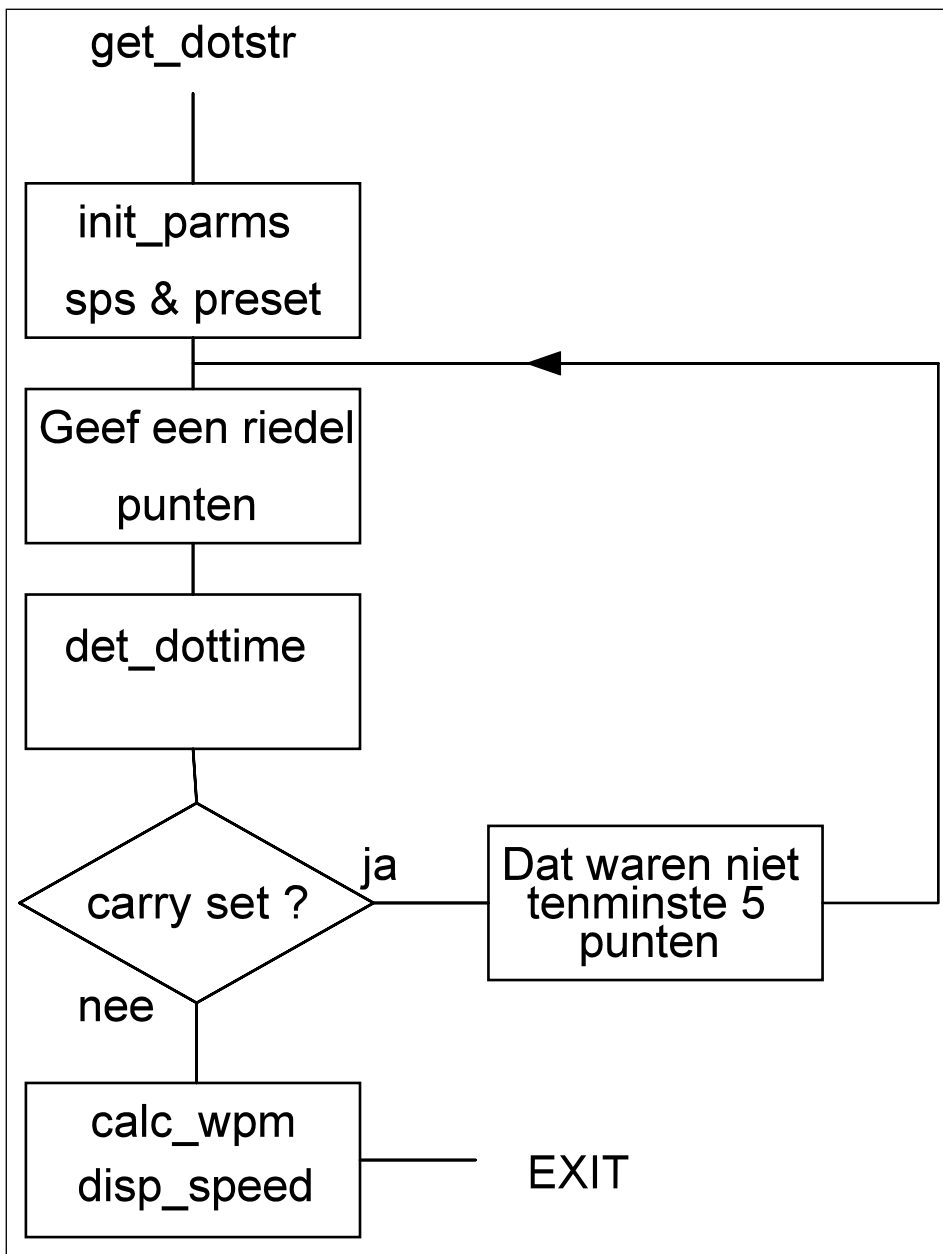 get_dotstr
init_parms
sps & preset
Geef een riedel
punten
det_dottime
carry set ?
ja
Dat waren niet
tenminste 5
punten
nee
calc_wpm
disp_speed
EXIT